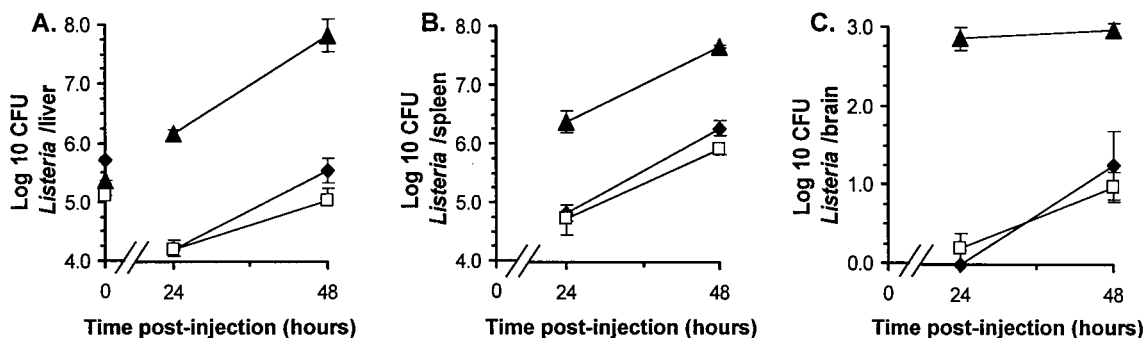 A.
Log 10 CFU
Listeria /liver
8.0
7.0
6.0
5.0
4.0
0
24
48
Time post-injection (hours)
B.
Log 10 CFU
Listeria /spleen
8.0
7.0
6.0
5.0
4.0
0
24
48
Time post-injection (hours)
C.
Log 10 CFU
Listeria /brain
3.0
2.0
1.0
0.0
0
24
48
Time post-injection (hours)